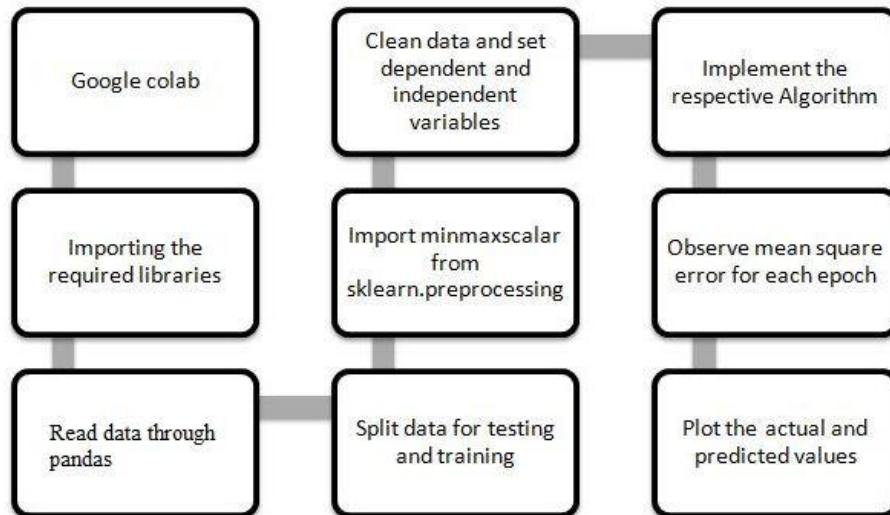 Google colab
Importing the
required libraries
Read data through
pandas
Split data for testing
and training
Import minmaxscalar
from
sklearn.preprocessing
Clean data and set
dependent and
independent
variables
Implement the
respective Algorithm
Observe mean square
error for each epoch
Plot the actual and
predicted values